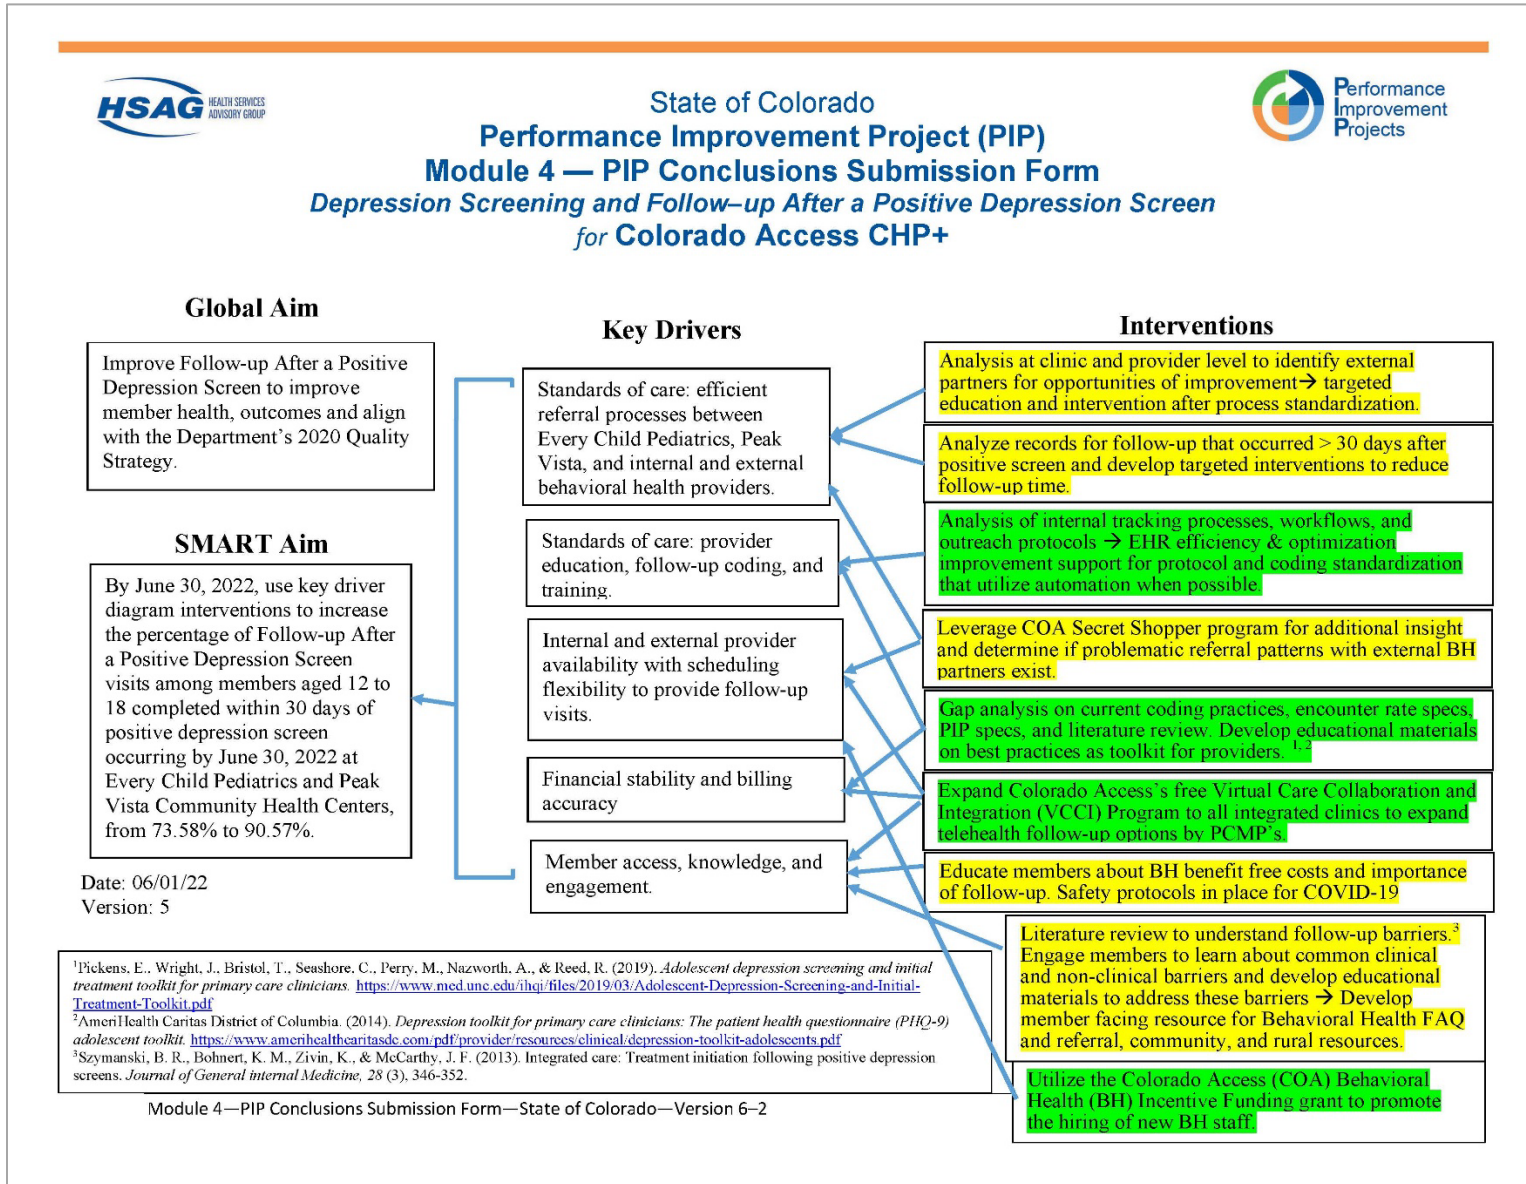 HSAG HEALTH SERVICES
ADVISORY GROUP
Performance
Improvement
Projects
State of Colorado
Performance Improvement Project (PIP)
Module 4 — PIP Conclusions Submission Form
Depression Screening and Follow–up After a Positive Depression Screen
for Colorado Access CHP+
Global Aim
Improve Follow-up After a Positive
Depression Screen to improve
member health, outcomes and align
with the Department's 2020 Quality
Strategy.
SMART Aim
By June 30, 2022, use key driver
diagram interventions to increase
the percentage of Follow-up After
a Positive Depression Screen
visits among members aged 12 to
18 completed within 30 days of
positive depression screen
occurring by June 30, 2022 at
Every Child Pediatrics and Peak
Vista Community Health Centers,
from 73.58% to 90.57%.
Date: 06/01/22
Version: 5
Key Drivers
Standards of care: efficient
referral processes between
Every Child Pediatrics, Peak
Vista, and internal and external
behavioral health providers.
Standards of care: provider
education, follow-up coding, and
training.
Internal and external provider
availability with scheduling
flexibility to provide follow-up
visits.
Financial stability and billing
accuracy
Member access, knowledge, and
engagement.
Interventions
Analysis at clinic and provider level to identify external
partners for opportunities of improvement→ targeted
education and intervention after process standardization.
Analyze records for follow-up that occurred > 30 days after
positive screen and develop targeted interventions to reduce
follow-up time.
Analysis of internal tracking processes, workflows, and
outreach protocols → EHR efficiency & optimization
improvement support for protocol and coding standardization
that utilize automation when possible.
Leverage COA Secret Shopper program for additional insight
and determine if problematic referral patterns with external BH
partners exist.
Gap analysis on current coding practices, encounter rate specs,
PIP specs, and literature review. Develop educational materials
on best practices as toolkit for providers. 1, 2
Expand Colorado Access's free Virtual Care Collaboration and
Integration (VCCI) Program to all integrated clinics to expand
telehealth follow-up options by PCMP's.
Educate members about BH benefit free costs and importance
of follow-up. Safety protocols in place for COVID-19
Literature review to understand follow-up barriers.3
Engage members to learn about common clinical
and non-clinical barriers and develop educational
materials to address these barriers → Develop
member facing resource for Behavioral Health FAQ
and referral, community, and rural resources.
Utilize the Colorado Access (COA) Behavioral
Health (BH) Incentive Funding grant to promote
the hiring of new BH staff.
1Pickens, E., Wright, J., Bristol, T., Seashore, C., Perry, M., Nazworth, A., & Reed, R. (2019). Adolescent depression screening and initial
treatment toolkit for primary care clinicians. https://www.med.unc.edu/ihqi/files/2019/03/Adolescent-Depression-Screening-and-Initial-
Treatment-Toolkit.pdf
2AmeriHealth Caritas District of Columbia. (2014). Depression toolkit for primary care clinicians: The patient health questionnaire (PHQ-9)
adolescent toolkit. https://www.amerihealthcaritasdc.com/pdf/provider/resources/clinical/depression-toolkit-adolescents.pdf
3Szymanski, B. R., Bohnert, K. M., Zivin, K., & McCarthy, J. F. (2013). Integrated care: Treatment initiation following positive depression
screens. Journal of General internal Medicine, 28 (3), 346-352.
Module 4—PIP Conclusions Submission Form—State of Colorado—Version 6–2